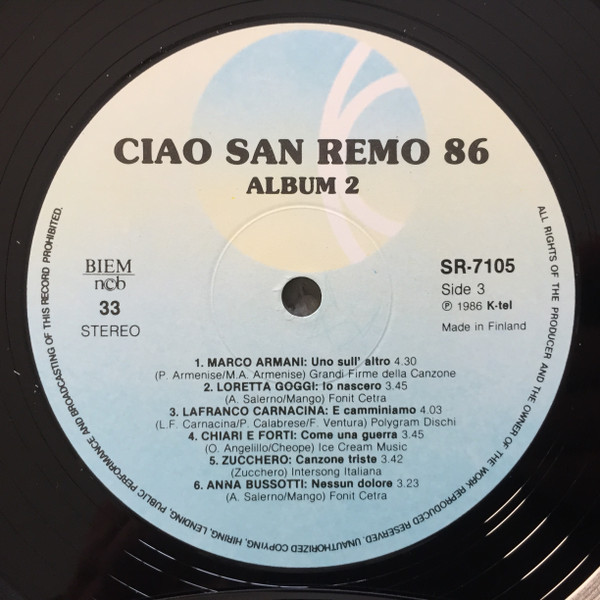 CIAO SAN REMO 86
ALBUM 2
BIEM
ncb
33
STEREO
SR-7105
Side 3
℗ 1986 K-tel
Made in Finland
1. MARCO ARMANI: Uno sull' altro 4.30
(P. Armenise/M.A. Armenise) Grandi Firme della Canzone
2. LORETTA GOGGI: Io nascero 3.45
(A. Salerno/Mango) Fonit Cetra
3. LAFRANCO CARNACINA: E camminiamo 4.03
(L.F. Carnacina/P. Calabrese/F. Ventura) Polygram Dischi
4. CHIARI E FORTI: Come una guerra 3.45
(O. Angelillo/Cheope) Ice Cream Music
5. ZUCCHERO: Canzone triste 3.42
(Zucchero) Intersong Italiana
6. ANNA BUSSOTTI: Nessun dolore 3.23
(A. Salerno/Mango) Fonit Cetra
ALL RIGHTS OF THE PRODUCER AND THE OWNER OF THE WORK REPRODUCED RESERVED. UNAUTHORIZED COPYING, HIRING, LENDING, PUBLIC PERFORMANCE AND BROADCASTING OF THIS RECORD PROHIBITED.